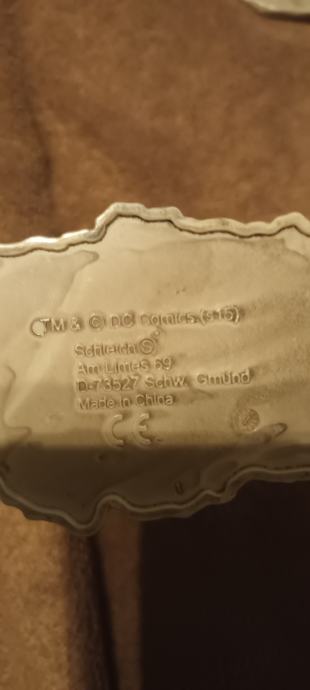 TM & © DC Comics (s15)
Schleich Ⓢ®
Am Limes 69
D-73527 Schw. Gmünd
Made in China
CE